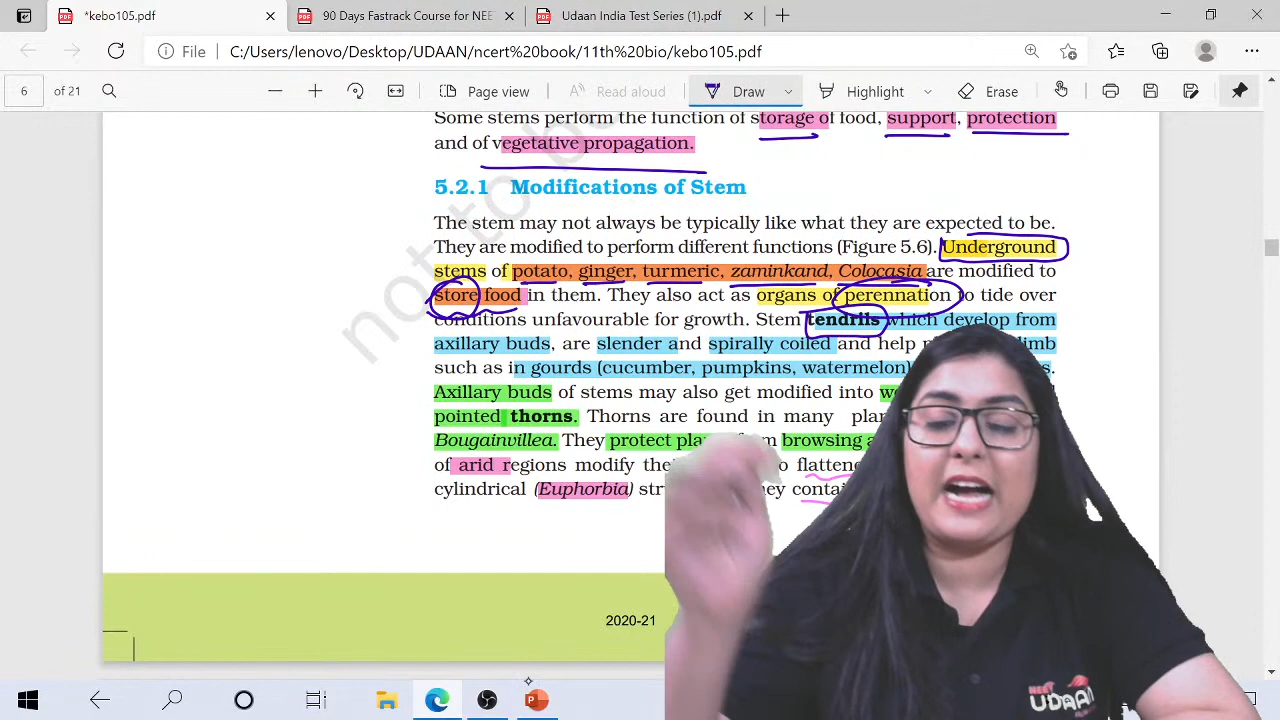 *kebo105.pdf
90 Days Fastrack Course for NEE
Udaan India Test Series (1).pdf
File
C:/Users/lenovo/Desktop/UDAAN/ncert%20book/11th%20bio/kebo105.pdf
6
of 21
Page view
Read aloud
Draw
Highlight
Erase
Some stems perform the function of storage of food, support, protection
and of vegetative propagation.
5.2.1 Modifications of Stem
The stem may not always be typically like what they are expected to be.
They are modified to perform different functions (Figure 5.6). Underground
stems of potato, ginger, turmeric, zaminkand, Colocasia are modified to
store food in them. They also act as organs of perennation to tide over
conditions unfavourable for growth. Stem tendrils which develop from
axillary buds, are slender and spirally coiled and help
such as in gourds (cucumber, pumpkins, watermelon)
Axillary buds of stems may also get modified into
pointed thorns. Thorns are found in many
Bougainvillea. They protect from browsing
of arid regions modify
cylindrical (Euphorbia)
not to b
2020-21
NEET
UDAAN